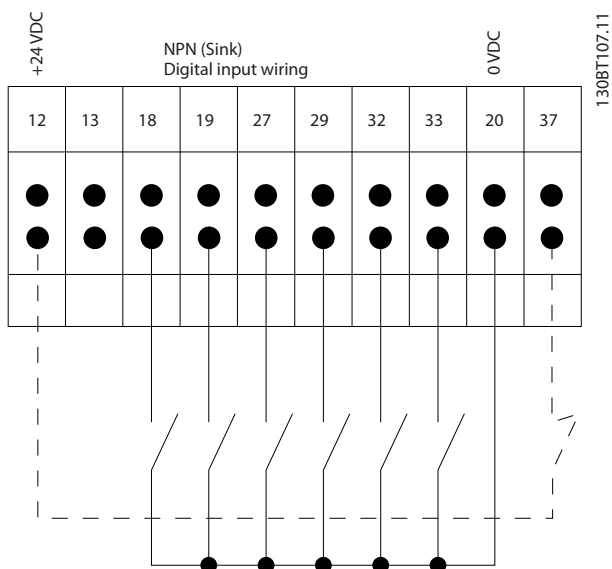 +24 VDC
NPN (Sink)
Digital input wiring
0 VDC
130BT107.11
12 13 18 19 27 29 32 33 20 37